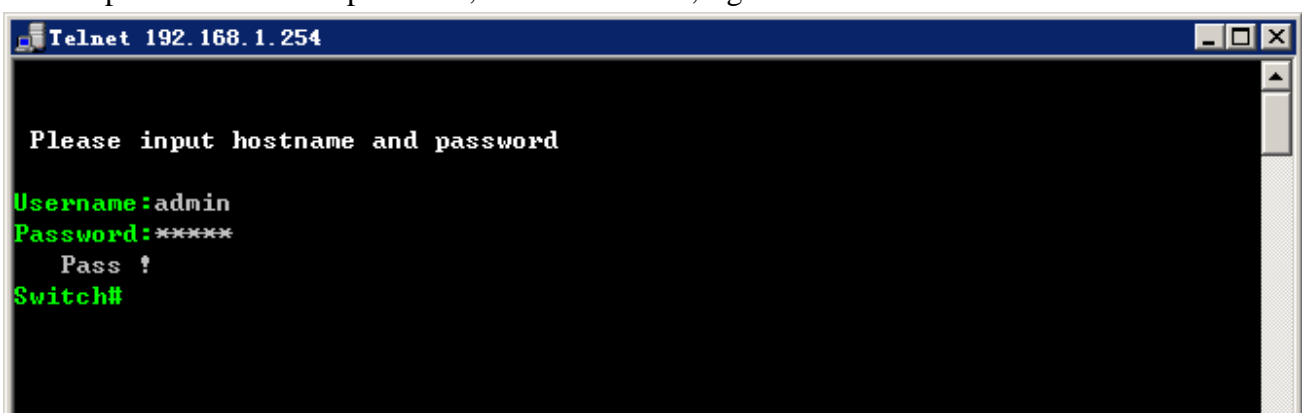 Telnet 192.168.1.254
Please input hostname and password
Username:admin
Password:*****
Pass !
Switch#